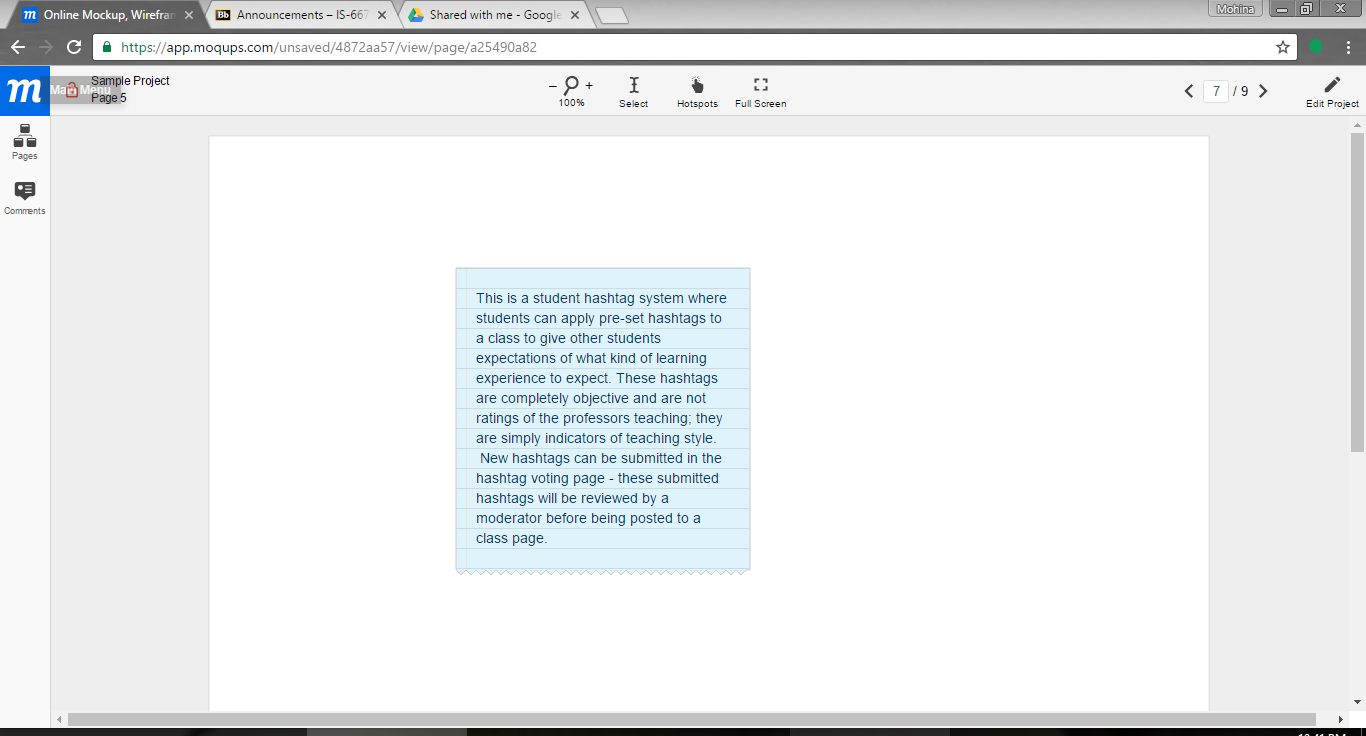 Online Mockup, Wirefran
Announcements – IS-667
Shared with me - Google
Mohina
https://app.moqups.com/unsaved/4872aa57/view/page/a25490a82
m
Main Menu
Sample Project
Page 5
100%
Select
Hotspots
Full Screen
7 / 9
Edit Project
Pages
Comments
This is a student hashtag system where
students can apply pre-set hashtags to
a class to give other students
expectations of what kind of learning
experience to expect. These hashtags
are completely objective and are not
ratings of the professors teaching; they
are simply indicators of teaching style.
New hashtags can be submitted in the
hashtag voting page - these submitted
hashtags will be reviewed by a
moderator before being posted to a
class page.